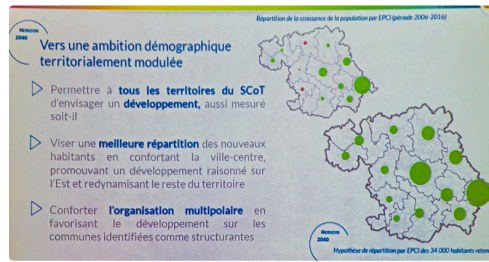 Répartition de la croissance de la population par EPCI (période 2006-2016)
HORIZON
2040
Vers une ambition démographique
territorialement modulée
Permettre à tous les territoires du SCoT
d'envisager un développement, aussi mesuré
soit-il
Viser une meilleure répartition des nouveaux
habitants en confortant la ville-centre,
promouvant un développement raisonné sur
l'Est et redynamisant le reste du territoire
Conforter l'organisation multipolaire en
favorisant le développement sur les
communes identifiées comme structurantes
HORIZON
2040
Hypothèse de répartition par EPCI des 34 000 habitants reten